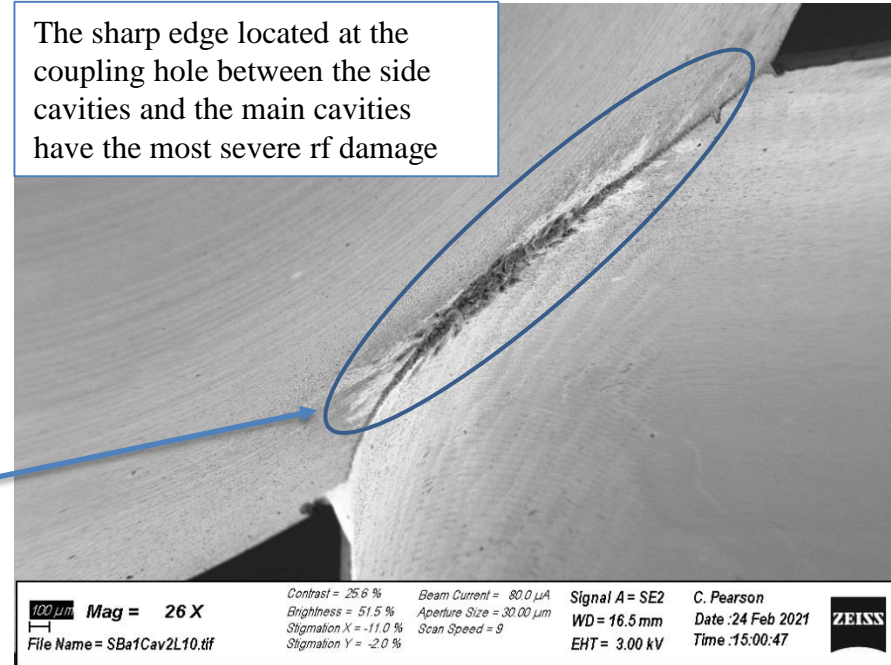 The sharp edge located at the
coupling hole between the side
cavities and the main cavities
have the most severe rf damage
100 µm Mag = 26 X
File Name = SBa1Cav2L10.tif
Contrast = 25.6 %
Brightness = 51.5 %
Stigmation X = -11.0 %
Stigmation Y = -2.0 %
Beam Current = 80.0 µA
Aperture Size = 30.00 µm
Scan Speed = 9
Signal A = SE2
WD = 16.5 mm
EHT = 3.00 kV
C. Pearson
Date :24 Feb 2021
Time :15:00:47
ZEISS